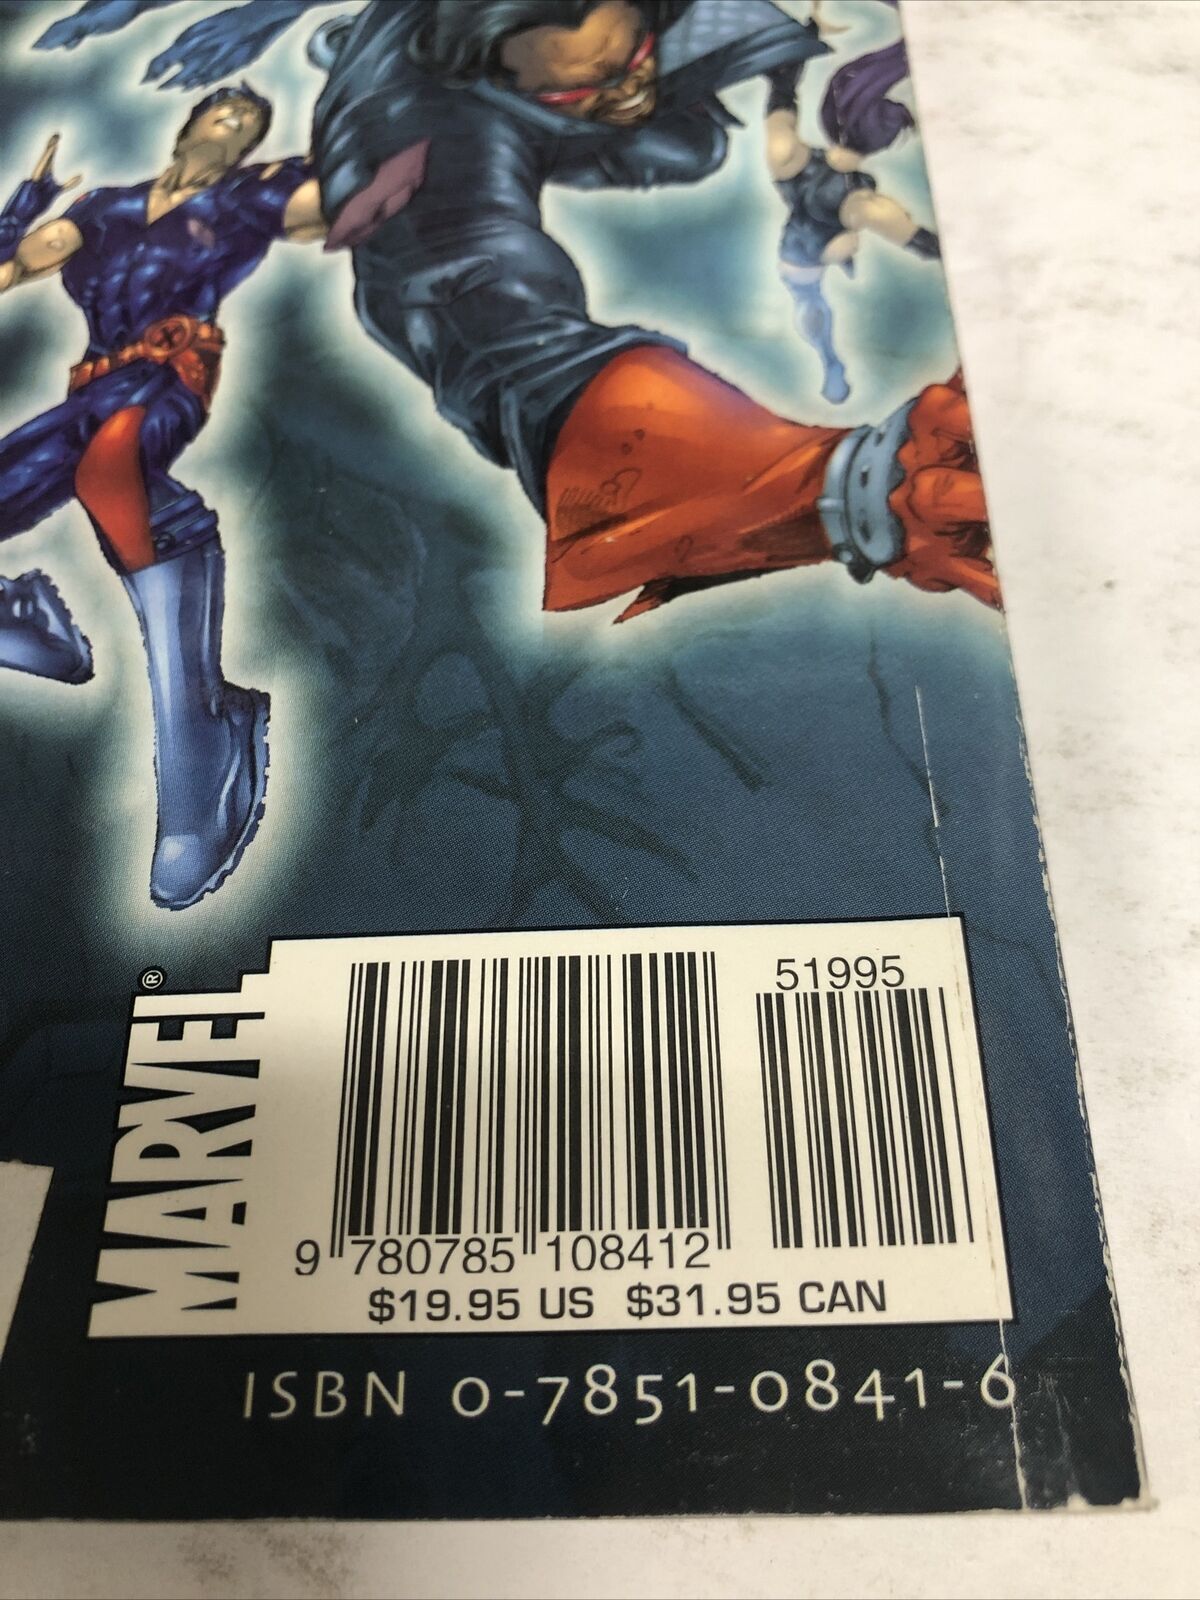 MARVEL®
51995
9 780785 108412
$19.95 US $31.95 CAN
ISBN 0-7851-0841-6